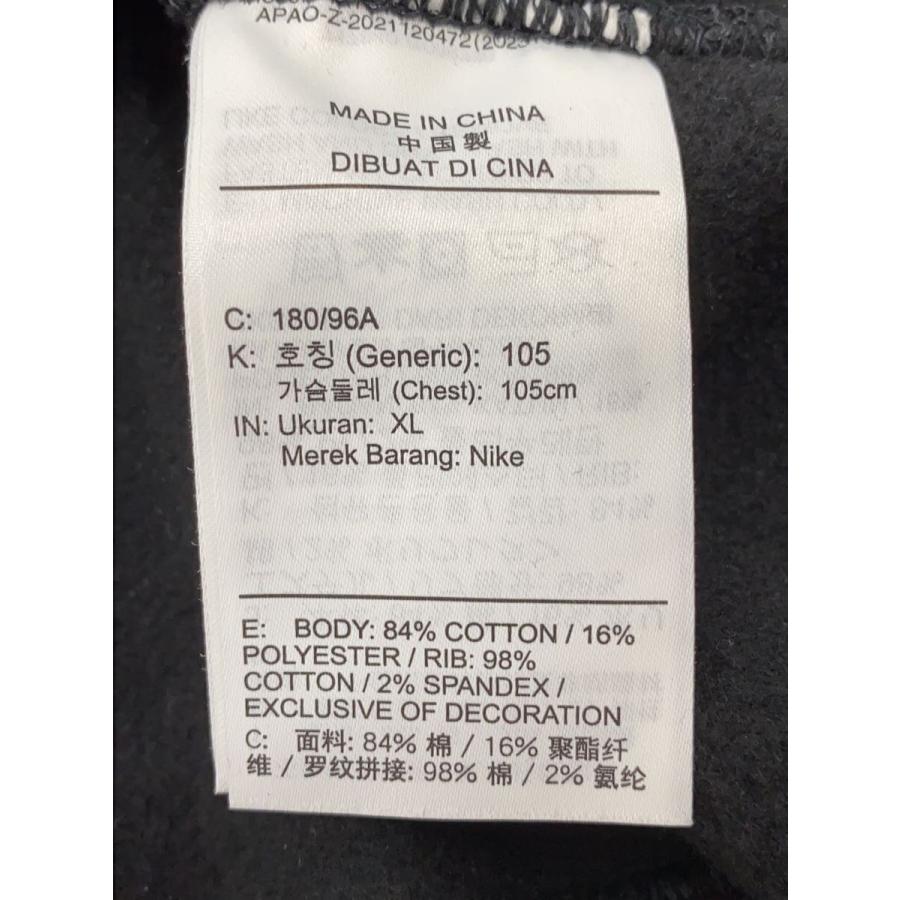 APAO-Z-2021120472(2023
MADE IN CHINA
中国製
DIBUAT DI CINA
C: 180/96A
K: 호칭 (Generic): 105
가슴둘레 (Chest): 105cm
IN: Ukuran: XL
Merek Barang: Nike
E: BODY: 84% COTTON / 16%
POLYESTER / RIB: 98%
COTTON / 2% SPANDEX /
EXCLUSIVE OF DECORATION
C: 面料: 84% 棉 / 16% 聚酯纤
维 / 罗纹拼接: 98% 棉 / 2% 氨纶